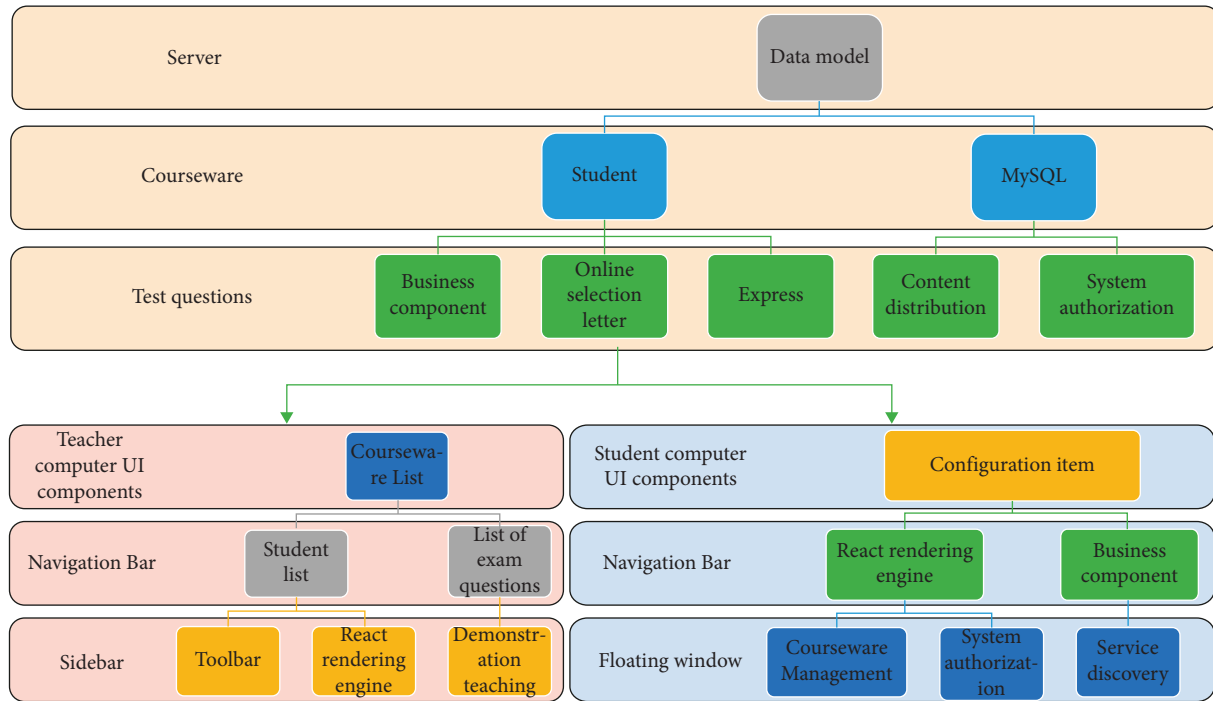 Server
Data model
Courseware
Student
MySQL
Test questions
Business
component
Online
selection
letter
Express
Content
distribution
System
authorization
Teacher
computer UI
components
Coursewa-
re List
Student computer
UI components
Configuration item
Navigation Bar
Student
list
List of
exam
questions
Navigation Bar
React rendering
engine
Business
component
Sidebar
Toolbar
React
rendering
engine
Demonstr-
ation
teaching
Floating window
Courseware
Management
System
authorizat-
ion
Service
discovery